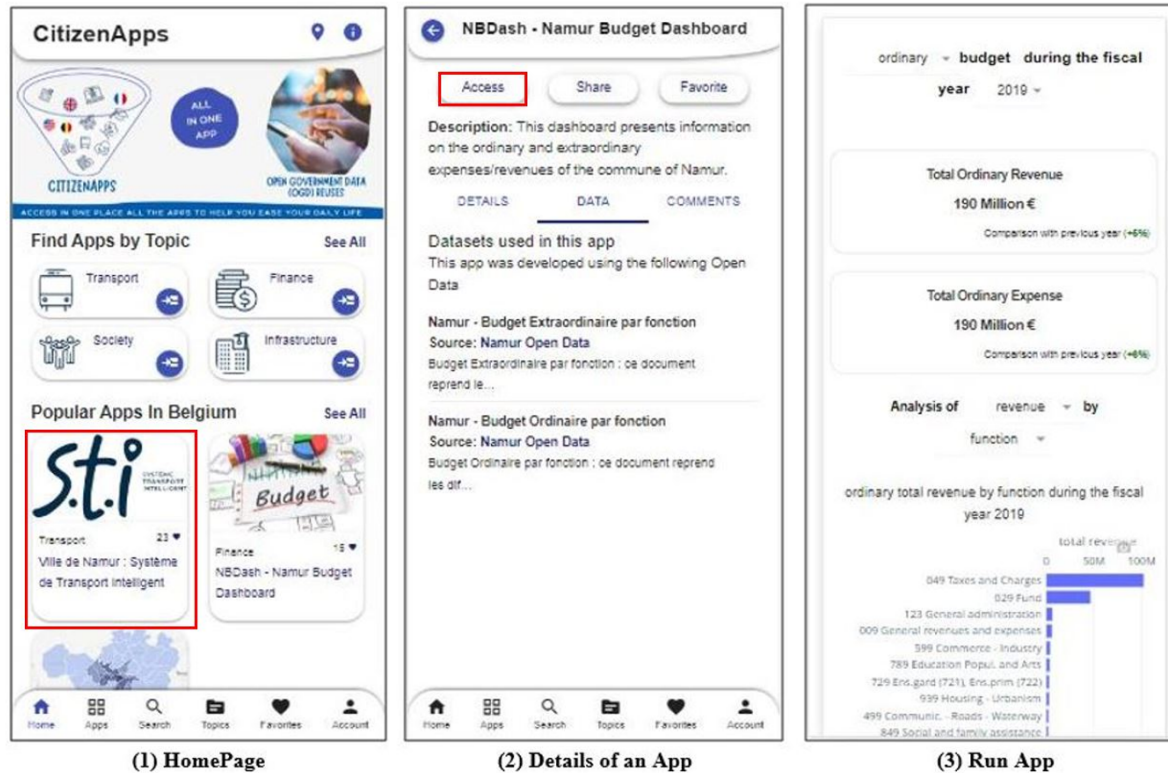 CitizenApps
ALL
IN ONE
APP
CITIZENAPPS
OPEN GOVERNMENT DATA
(OGD) REUSES
ACCESS IN ONE PLACE ALL THE APPS TO HELP YOU EASE YOUR DAILY LIFE
Find Apps by Topic See All
Transport Finance
Society Infrastructure
Popular Apps In Belgium See All
s.t.i
SYSTÈME
TRANSPORT
INTELLIGENT
Transport 23
Ville de Namur : Système
de Transport Intelligent
Budget
Finance 15
NBDash - Namur Budget
Dashboard
Home Apps Search Topics Favorites Account
(1) HomePage
NBDash - Namur Budget Dashboard
Access Share Favorite
Description: This dashboard presents information
on the ordinary and extraordinary
expenses/revenues of the commune of Namur.
DETAILS DATA COMMENTS
Datasets used in this app
This app was developed using the following Open
Data
Namur - Budget Extraordinaire par fonction
Source: Namur Open Data
Budget Extraordinaire par fonction : ce document
reprend le...
Namur - Budget Ordinaire par fonction
Source: Namur Open Data
Budget Ordinaire par fonction : ce document reprend
les dif...
Home Apps Search Topics Favorites Account
(2) Details of an App
ordinary budget during the fiscal
year 2019
Total Ordinary Revenue
190 Million €
Comparison with previous year (+6%)
Total Ordinary Expense
190 Million €
Comparison with previous year (+6%)
Analysis of revenue by
function
ordinary total revenue by function during the fiscal
year 2019
total revenue
0 50M 100M
049 Taxes and Charges
029 Fund
123 General administration
009 General revenues and expenses
599 Commerce - Industry
789 Education Popul. and Arts
729 Ens.gard (721), Ens.prim (722)
939 Housing - Urbanism
499 Communic. - Roads - Waterway
849 Social and family assistance
(3) Run App